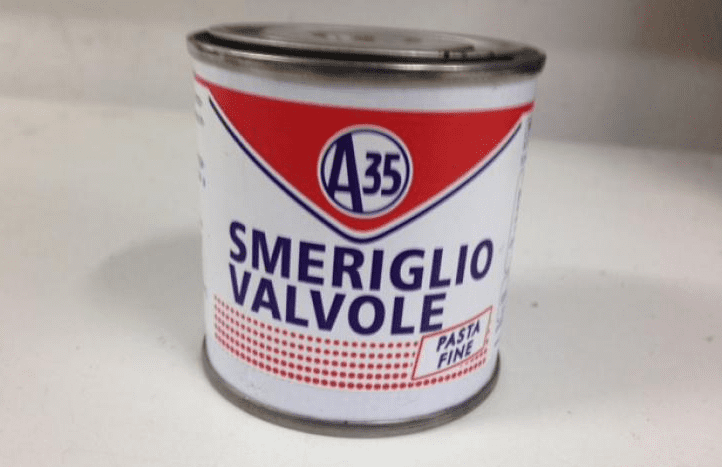 A35
SMERIGLIO
VALVOLE
PASTA
FINE